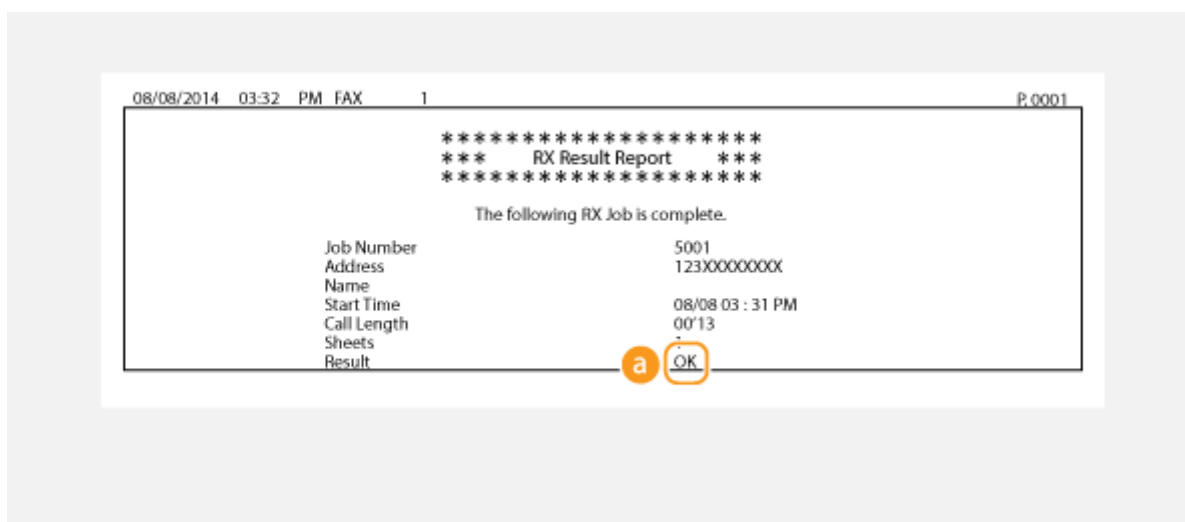 08/08/2014 03:32 PM FAX 1 P. 0001
*********************
*** RX Result Report ***
*********************
The following RX Job is complete.
Job Number 5001
Address 123XXXXXXXX
Name
Start Time 08/08 03 : 31 PM
Call Length 00'13
Sheets
Result a OK